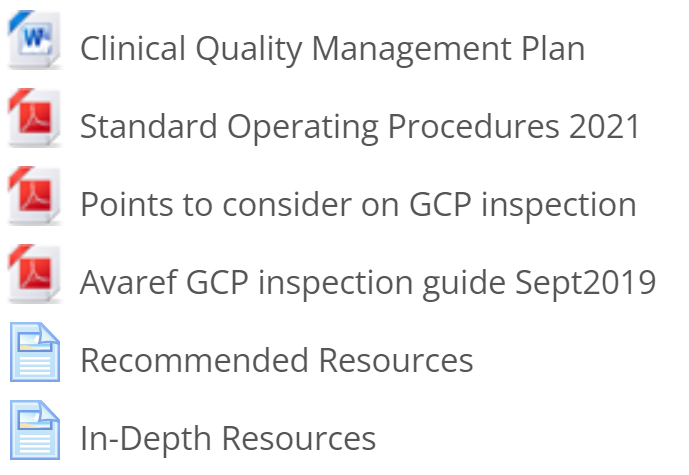 Clinical Quality Management Plan
Standard Operating Procedures 2021
Points to consider on GCP inspection
Avaref GCP inspection guide Sept2019
Recommended Resources
In-Depth Resources